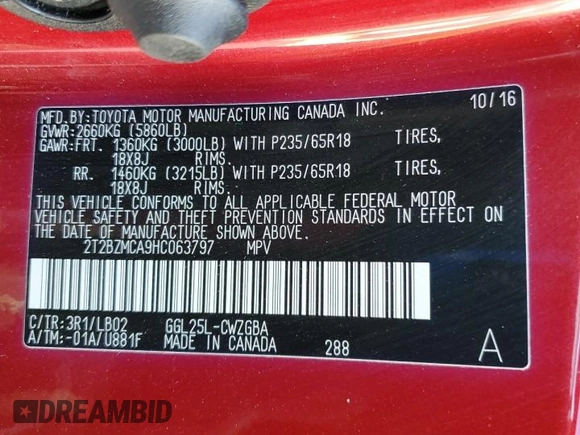 MFD.BY:TOYOTA MOTOR MANUFACTURING CANADA INC. 10/16
GVWR:2660KG (5860LB)
GAWR:FRT. 1360KG (3000LB) WITH P235/65R18 TIRES,
18X8J RIMS.
RR. 1460KG (3215LB) WITH P235/65R18 TIRES,
18X8J RIMS.
THIS VEHICLE CONFORMS TO ALL APPLICABLE FEDERAL MOTOR
VEHICLE SAFETY AND THEFT PREVENTION STANDARDS IN EFFECT ON
THE DATE OF MANUFACTURE SHOWN ABOVE.
2T2BZMCA9HC063797 MPV
C/TR:3R1/LB02 GGL25L-CWZGBA
A/TM:-01A/U881F MADE IN CANADA 288 A
DREAMBID